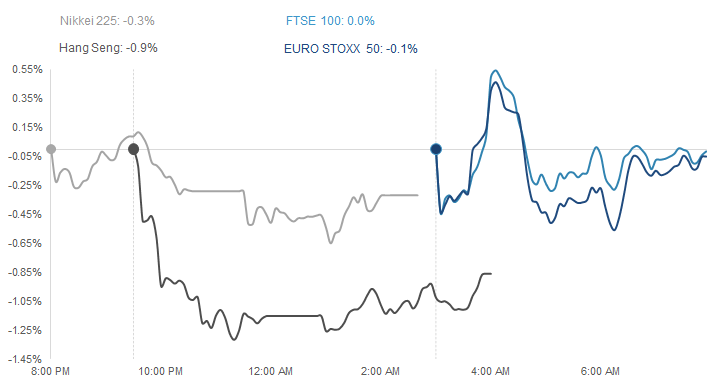 Nikkei 225: -0.3%
FTSE 100: 0.0%
Hang Seng: -0.9%
EURO STOXX 50: -0.1%
0.55%
0.35%
0.15%
-0.05%
-0.25%
-0.45%
-0.65%
-0.85%
-1.05%
-1.25%
-1.45%
8:00 PM
10:00 PM
12:00 AM
2:00 AM
4:00 AM
6:00 AM